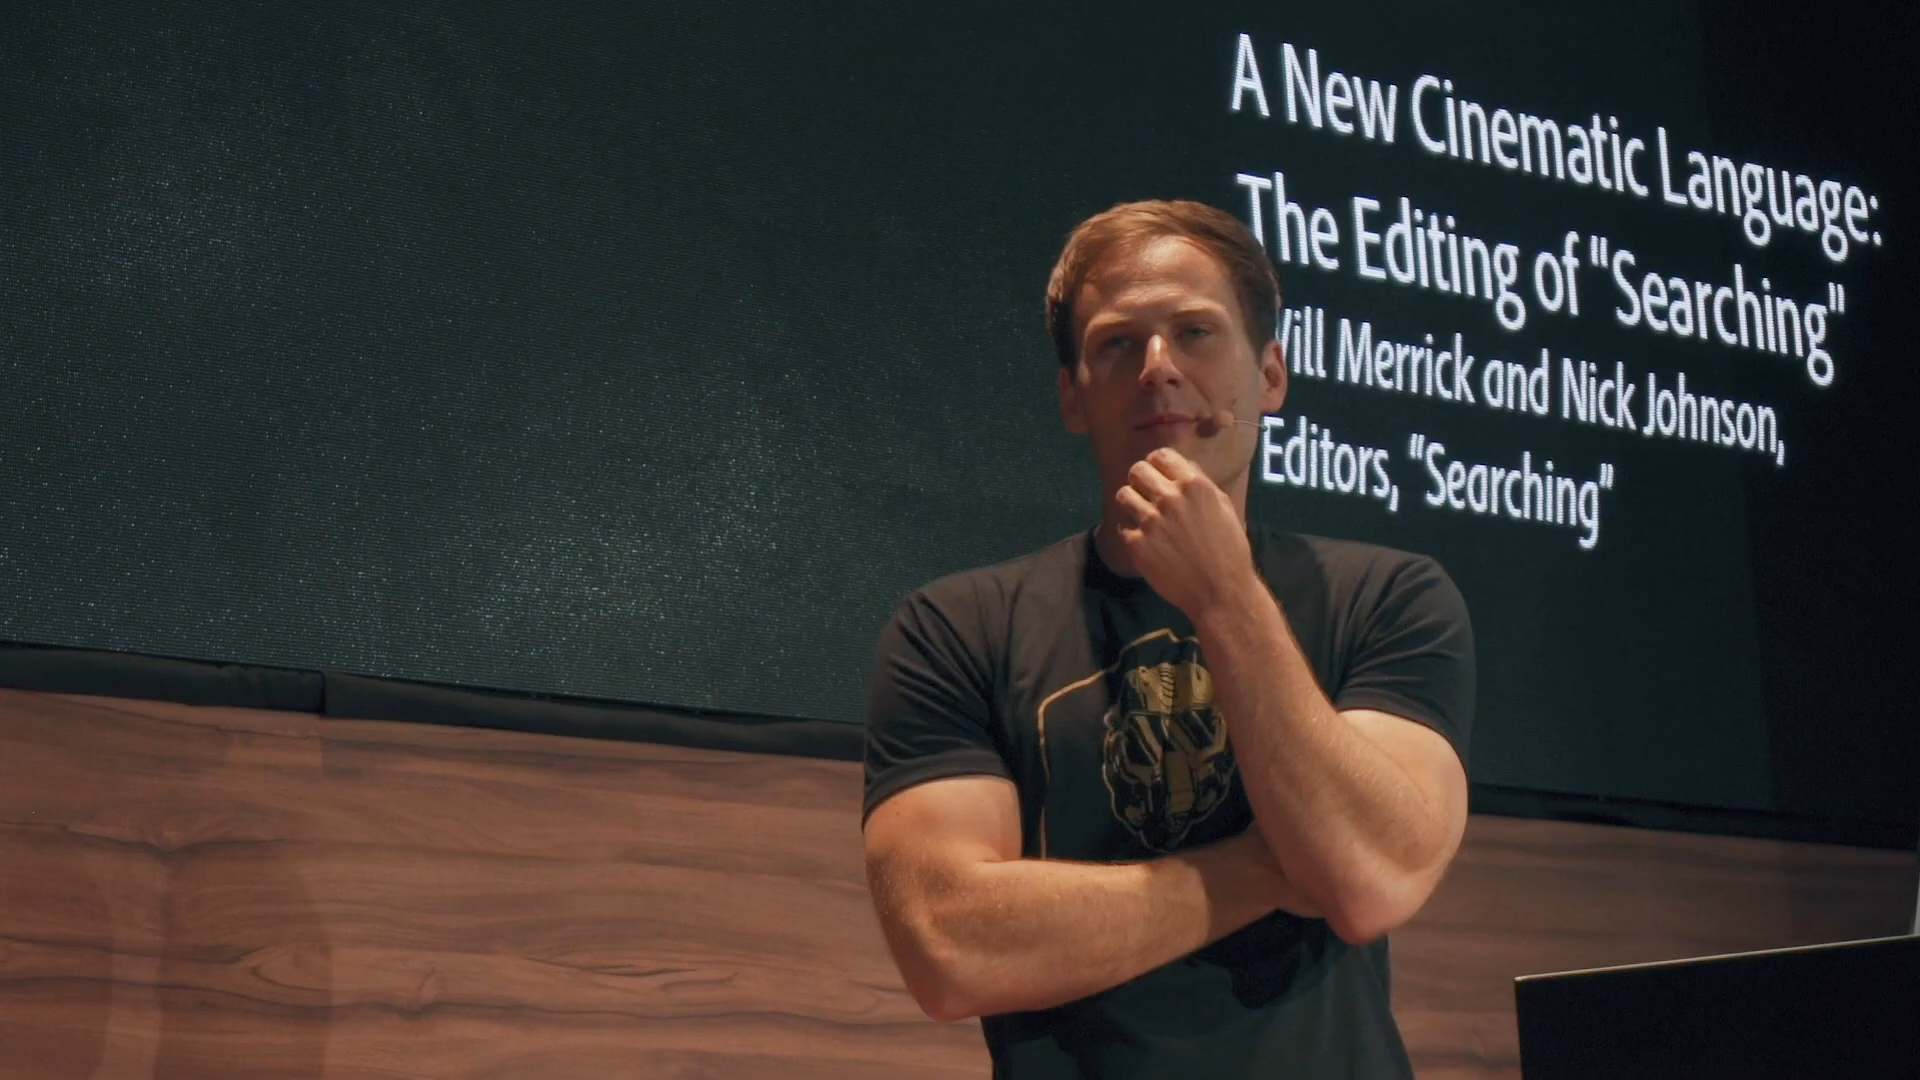 A New Cinematic Language:
The Editing of "Searching"
Merrick and Nick Johnson,
Editors, "Searching"